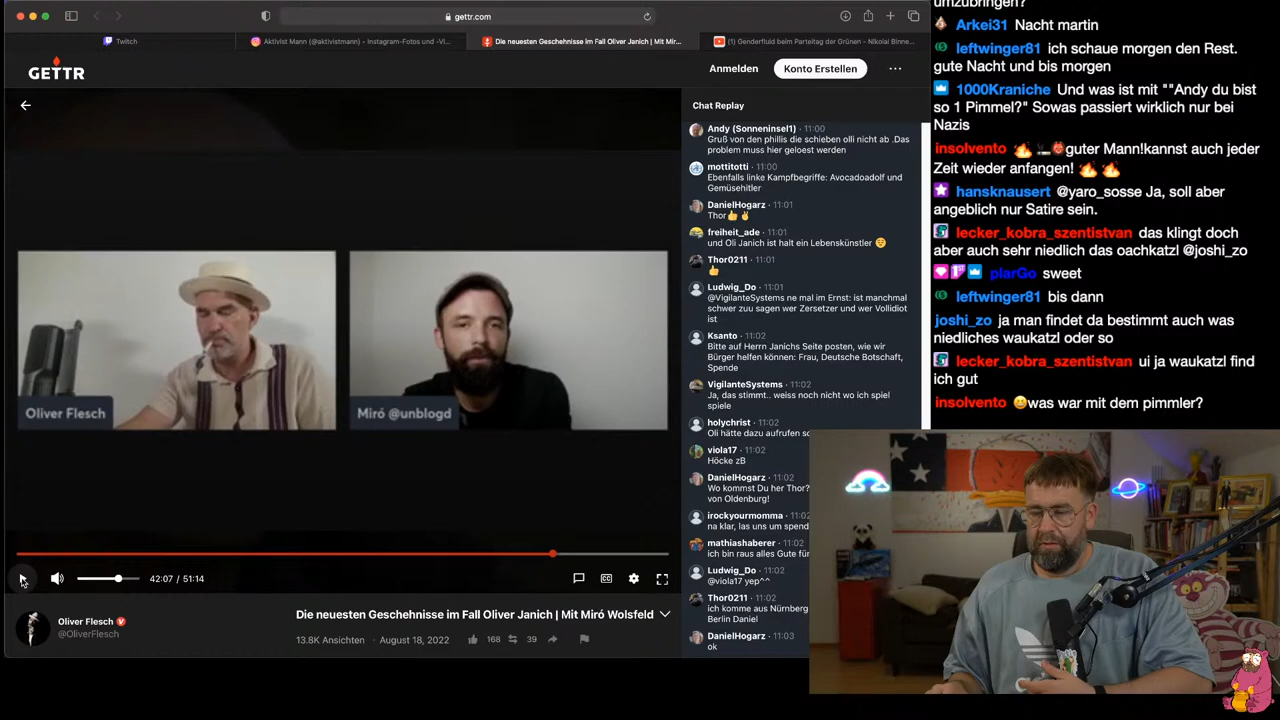 gettr.com
Twitch
Aktivist Mann (@aktivistmann) • Instagram-Fotos und -Vi...
Die neuesten Geschehnisse im Fall Oliver Janich | Mit Mir...
(1) Genderfluid beim Parteitag der Grünen - Nikolai Binne...
GETTR
Anmelden
Konto Erstellen
Chat Replay
Andy (Sonneninsel1) · 11:00
Gruß von den phillis die schieben olli nicht ab .Das
problem muss hier geloest werden
mottitotti · 11:00
Ebenfalls linke Kampfbegriffe: Avocadoadolf und
Gemüsehitler
DanielHogarz · 11:01
Thor👍✌
freiheit_ade · 11:01
und Oli Janich ist halt ein Lebenskünstler ☺
Thor0211 · 11:01
👍
Ludwig_Do · 11:01
@VigilanteSystems ne mal im Ernst: ist manchmal
schwer zuu sagen wer Zersetzer und wer Vollidiot
ist
Ksanto · 11:02
Bitte auf Herrn Janichs Seite posten, wie wir
Bürger helfen können: Frau, Deutsche Botschaft,
Spende
VigilanteSystems · 11:02
Ja, das stimmt.. weiss noch nicht wo ich spiel
spiele
holychrist · 11:02
Oli hätte dazu aufrufen
viola17 · 11:02
Höcke zB
DanielHogarz · 11:02
Wo kommst Du her Thor?
von Oldenburg!
irockyourmomma · 11:02
na klar, las uns um spend
mathiashaberer · 11:02
ich bin raus alles Gute fü
Ludwig_Do · 11:02
@viola17 yep^^
Thor0211 · 11:02
ich komme aus Nürnberg
Berlin Daniel
DanielHogarz · 11:03
ok
Oliver Flesch
Miró @unblogd
42:07 / 51:14
CC
Oliver Flesch
@OliverFlesch
Die neuesten Geschehnisse im Fall Oliver Janich | Mit Miró Wolsfeld
13.8K Ansichten · August 18, 2022
168
39
umzubringen?
Arkei31 Nacht martin
leftwinger81 ich schaue morgen den Rest.
gute Nacht und bis morgen
1000Kraniche Und was ist mit ""Andy du bist
so 1 Pimmel?" Sowas passiert wirklich nur bei
Nazis
insolvento guter Mann!kannst auch jeder
Zeit wieder anfangen!
hansknausert @yaro_sosse Ja, soll aber
angeblich nur Satire sein.
lecker_kobra_szentistvan das klingt doch
aber auch sehr niedlich das oachkatzl @joshi_zo
plarGo sweet
leftwinger81 bis dann
joshi_zo ja man findet da bestimmt auch was
niedliches waukatzl oder so
lecker_kobra_szentistvan ui ja waukatzl find
ich gut
insolvento 😀was war mit dem pimmler?